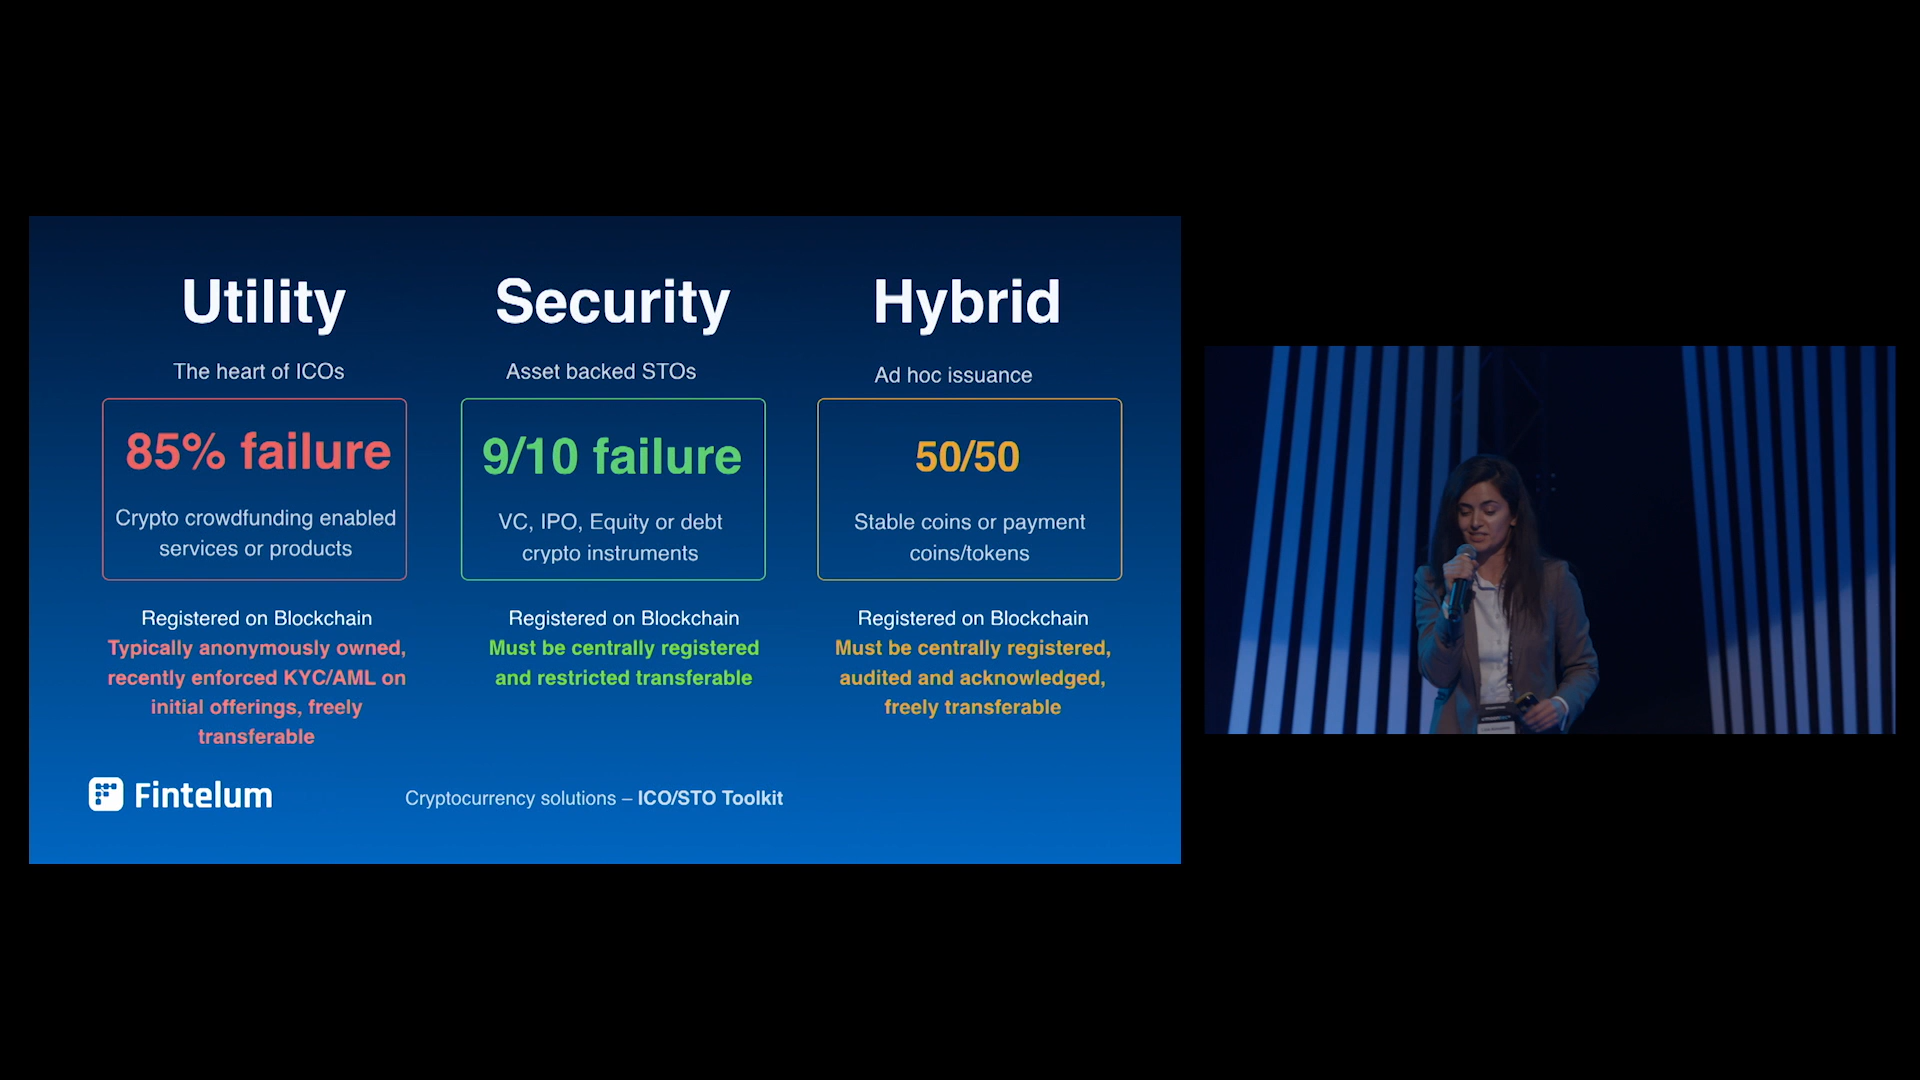 Utility
The heart of ICOs
85% failure
Crypto crowdfunding enabled
services or products
Registered on Blockchain
Typically anonymously owned,
recently enforced KYC/AML on
initial offerings, freely
transferable
Security
Asset backed STOs
9/10 failure
VC, IPO, Equity or debt
crypto instruments
Registered on Blockchain
Must be centrally registered
and restricted transferable
Hybrid
Ad hoc issuance
50/50
Stable coins or payment
coins/tokens
Registered on Blockchain
Must be centrally registered,
audited and acknowledged,
freely transferable
Fintelum
Cryptocurrency solutions – ICO/STO Toolkit